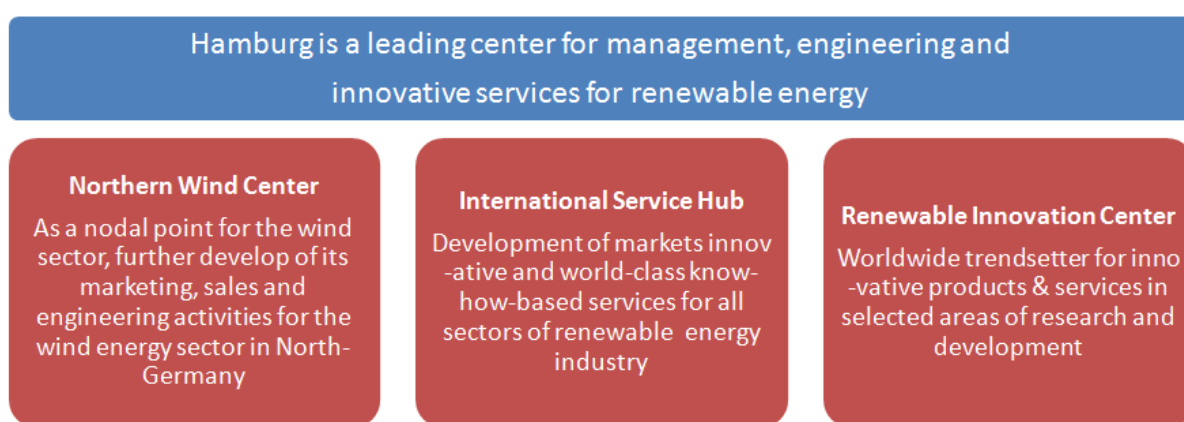 Hamburg is a leading center for management, engineering and
innovative services for renewable energy
Northern Wind Center
As a nodal point for the wind
sector, further develop of its
marketing, sales and
engineering activities for the
wind energy sector in North-
Germany
International Service Hub
Development of markets innov
-ative and world-class know-
how-based services for all
sectors of renewable energy
industry
Renewable Innovation Center
Worldwide trendsetter for inno
-vative products & services in
selected areas of research and
development